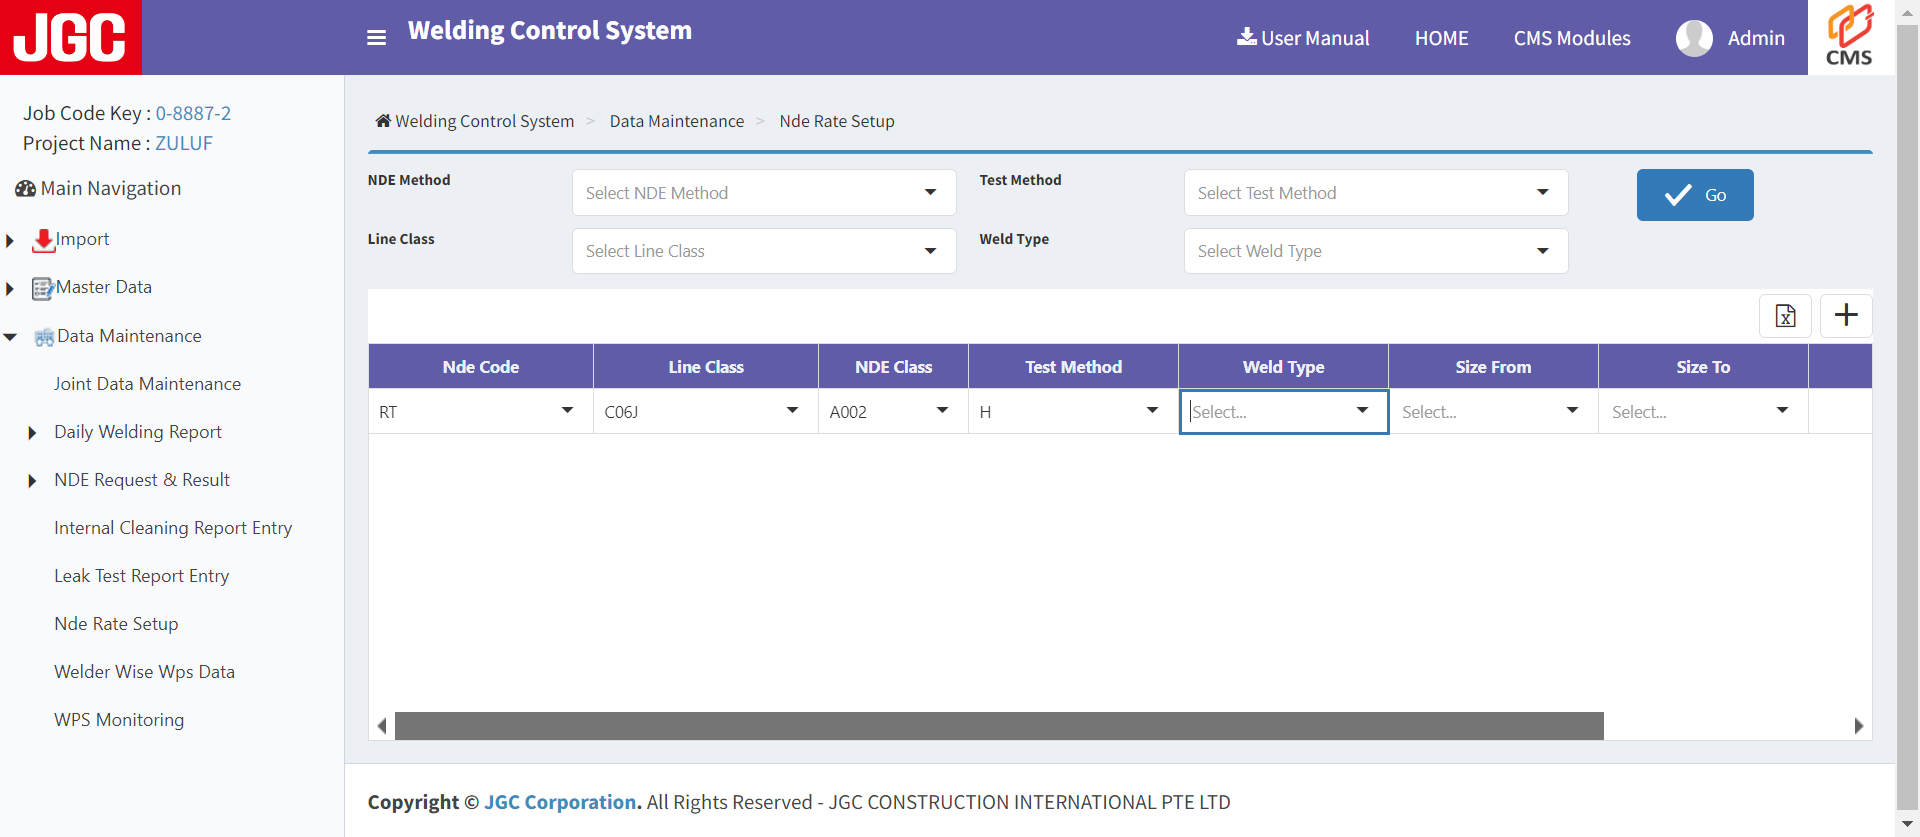 JGC
Welding Control System
User Manual
HOME
CMS Modules
Admin
CMS
Job Code Key : 0-8887-2
Project Name : ZULUF
Main Navigation
Import
Master Data
Data Maintenance
Joint Data Maintenance
Daily Welding Report
NDE Request & Result
Internal Cleaning Report Entry
Leak Test Report Entry
Nde Rate Setup
Welder Wise Wps Data
WPS Monitoring
Welding Control System > Data Maintenance > Nde Rate Setup
NDE Method
Select NDE Method
Test Method
Select Test Method
Go
Line Class
Select Line Class
Weld Type
Select Weld Type
Nde Code Line Class NDE Class Test Method Weld Type Size From Size To
RT C06J A002 H Select... Select... Select...
Copyright © JGC Corporation. All Rights Reserved - JGC CONSTRUCTION INTERNATIONAL PTE LTD